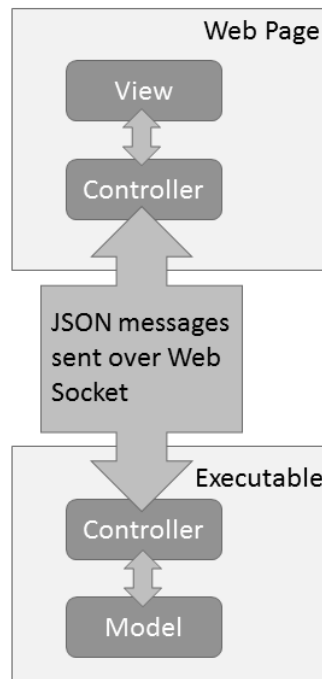 Web Page
View
Controller
JSON messages
sent over Web
Socket
Executable
Controller
Model